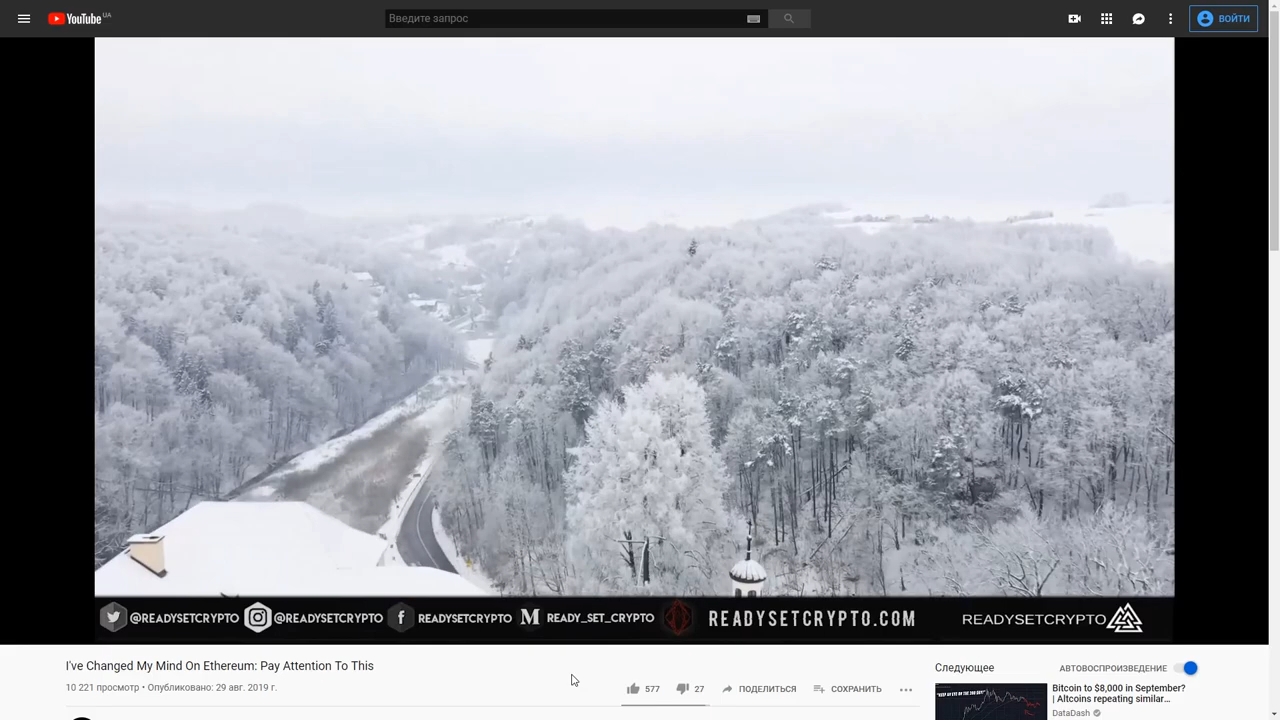 YouTube UA
Введите запрос
ВОЙТИ
@READYSETCRYPTO @READYSETCRYPTO READYSETCRYPTO READY_SET_CRYPTO READYSETCRYPTO.COM READYSETCRYPTO
I've Changed My Mind On Ethereum: Pay Attention To This
10 221 просмотр • Опубликовано: 29 авг. 2019 г.
577 27 ПОДЕЛИТЬСЯ СОХРАНИТЬ
Следующее АВТОВОСПРОИЗВЕДЕНИЕ
Bitcoin to $8,000 in September?
| Altcoins repeating similar...
DataDash